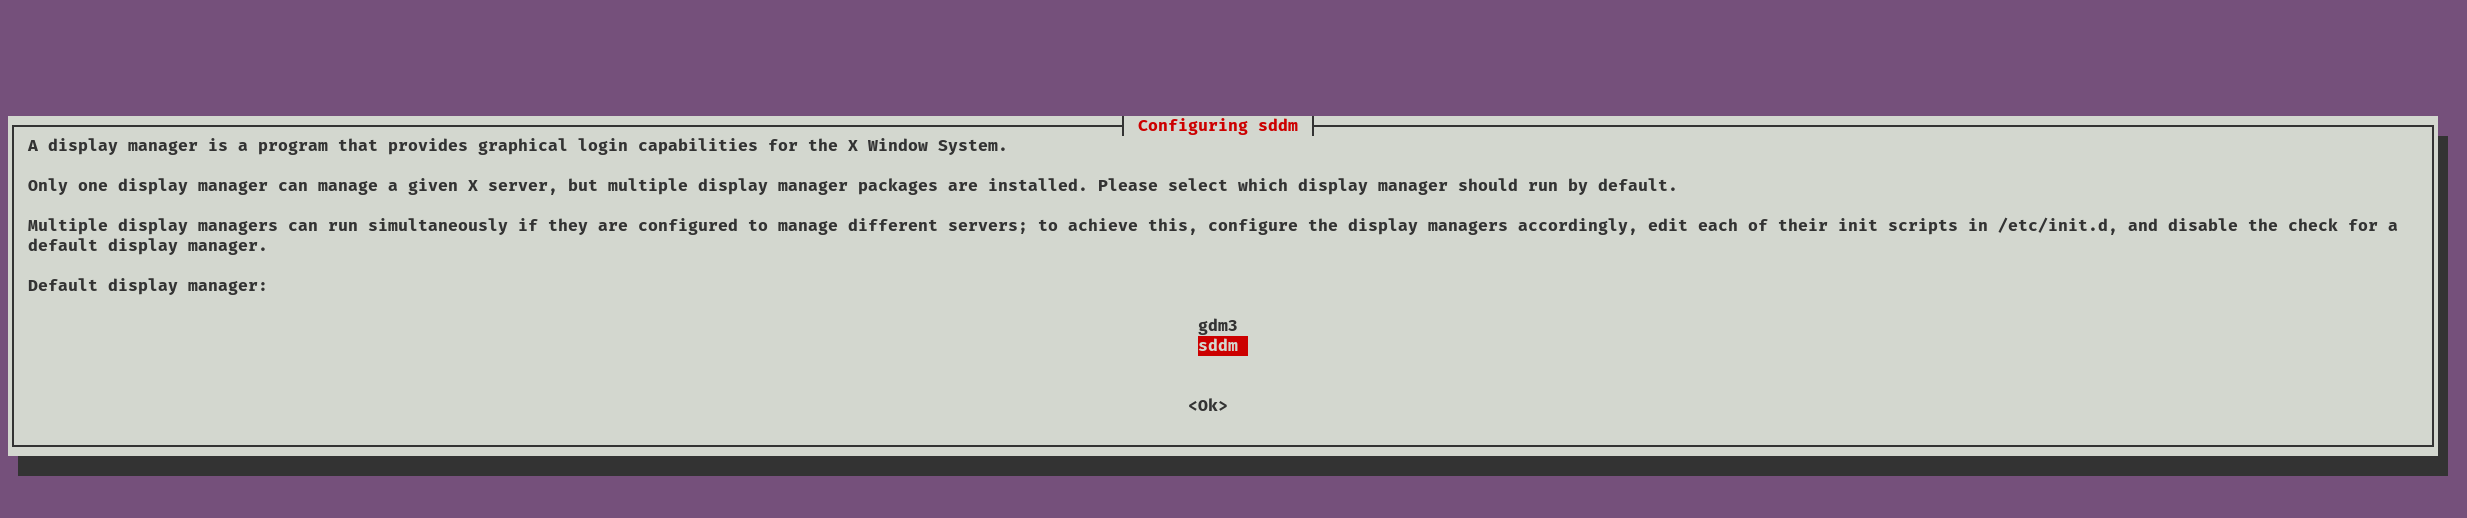 Configuring sddm
A display manager is a program that provides graphical login capabilities for the X Window System.
Only one display manager can manage a given X server, but multiple display manager packages are installed. Please select which display manager should run by default.
Multiple display managers can run simultaneously if they are configured to manage different servers; to achieve this, configure the display managers accordingly, edit each of their init scripts in /etc/init.d, and disable the check for a
default display manager.
Default display manager:
gdm3
sddm
<Ok>